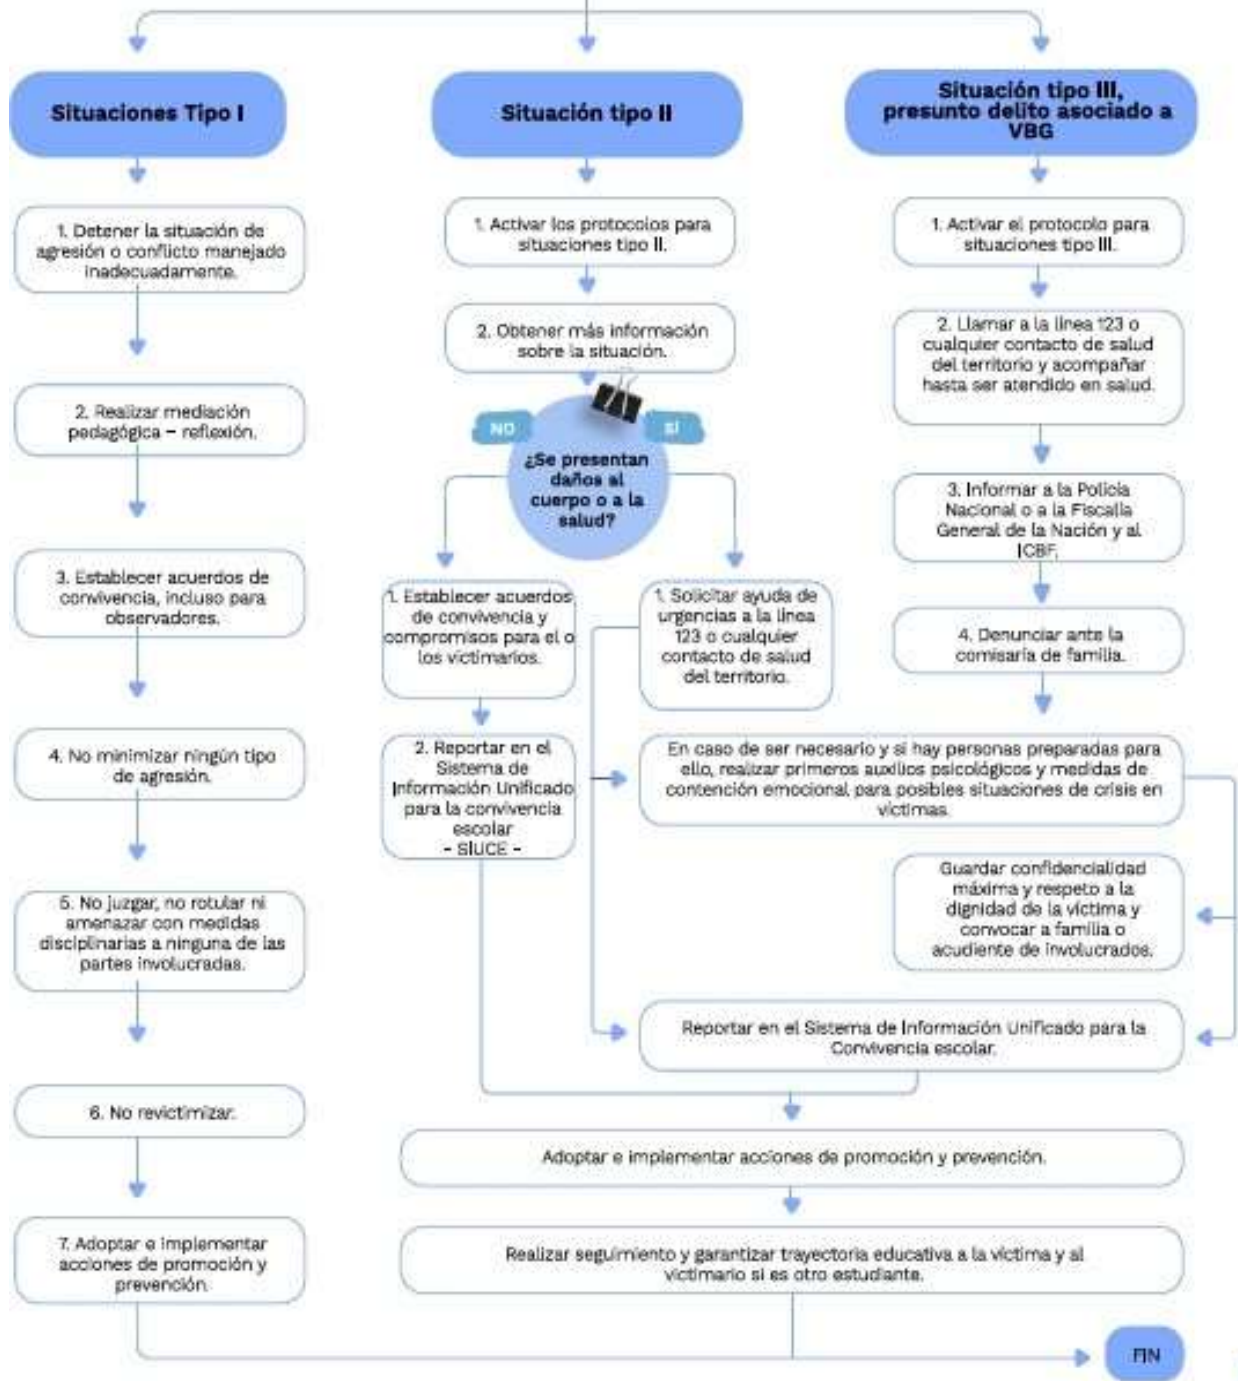 Situaciones Tipo I
1. Detener la situación de
agresión o conflicto manejado
inadecuadamente.
2. Realizar mediación
pedagógica – reflexión.
3. Establecer acuerdos de
convivencia, incluso para
observadores.
4. No minimizar ningún tipo
de agresión.
5. No juzgar, no rotular ni
amenazar con medidas
disciplinarias a ninguna de las
partes involucradas.
6. No revictimizar.
7. Adoptar e implementar
acciones de promoción y
prevención.
Situación tipo II
1. Activar los protocolos para
situaciones tipo II.
2. Obtener más información
sobre la situación.
NO
SÍ
¿Se presentan
daños al
cuerpo o a la
salud?
1. Establecer acuerdos
de convivencia y
compromisos para el o
los victimarios.
2. Reportar en el
Sistema de
Información Unificado
para la convivencia
escolar
- SIUCE -
1. Solicitar ayuda de
urgencias a la línea
123 o cualquier
contacto de salud
del territorio.
Situación tipo III,
presunto delito asociado a
VBG
1. Activar el protocolo para
situaciones tipo III.
2. Llamar a la línea 123 o
cualquier contacto de salud
del territorio y acompañar
hasta ser atendido en salud.
3. Informar a la Policía
Nacional o a la Fiscalía
General de la Nación y al
ICBF.
4. Denunciar ante la
comisaría de familia.
En caso de ser necesario y si hay personas preparadas para
ello, realizar primeros auxilios psicológicos y medidas de
contención emocional para posibles situaciones de crisis en
víctimas.
Guardar confidencialidad
máxima y respeto a la
dignidad de la víctima y
convocar a familia o
acudiente de involucrados.
Reportar en el Sistema de Información Unificado para la
Convivencia escolar.
Adoptar e implementar acciones de promoción y prevención.
Realizar seguimiento y garantizar trayectoria educativa a la víctima y al
victimario si es otro estudiante.
FIN